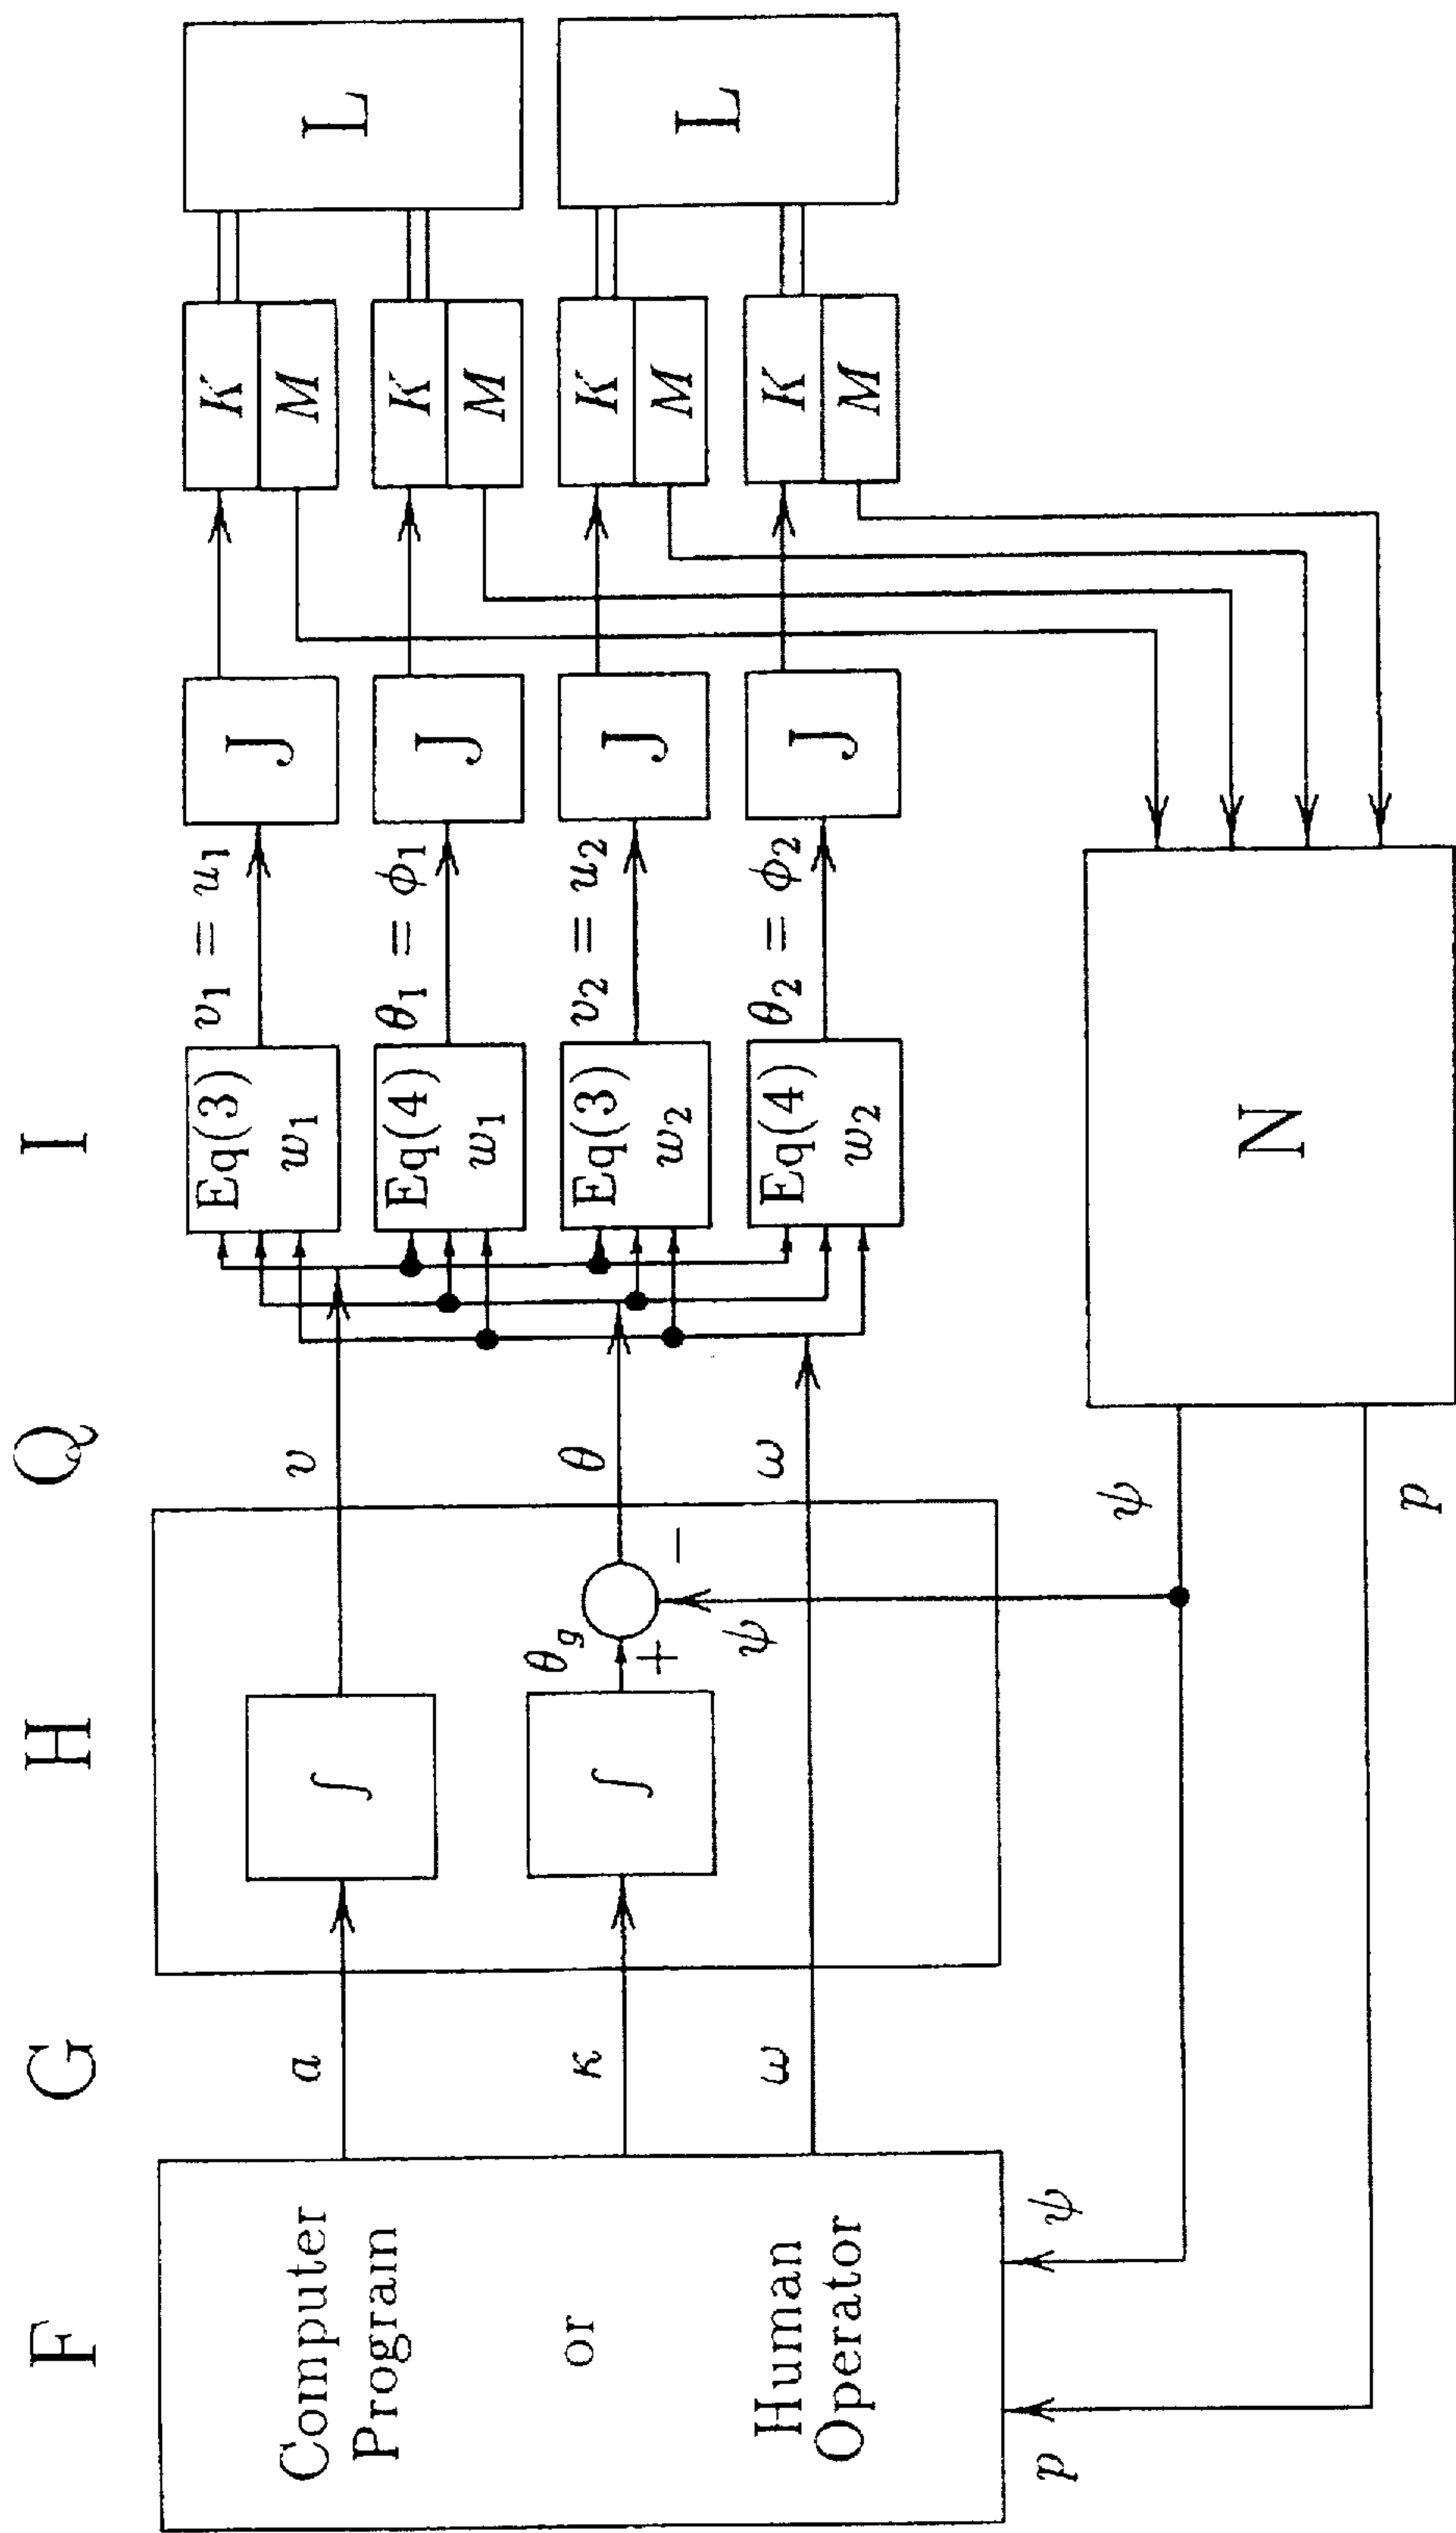 F G H Q I
Computer
Program
or
Human
Operator
a
κ
ω
∫
∫
θg
+
−
ψ
v
θ
ω
Eq(3)
w1
v1 = u1
J
K
M
L
Eq(4)
w1
θ1 = ϕ1
J
K
M
Eq(3)
w2
v2 = u2
J
K
M
L
Eq(4)
w2
θ2 = ϕ2
J
K
M
p
ψ
ψ
p
N